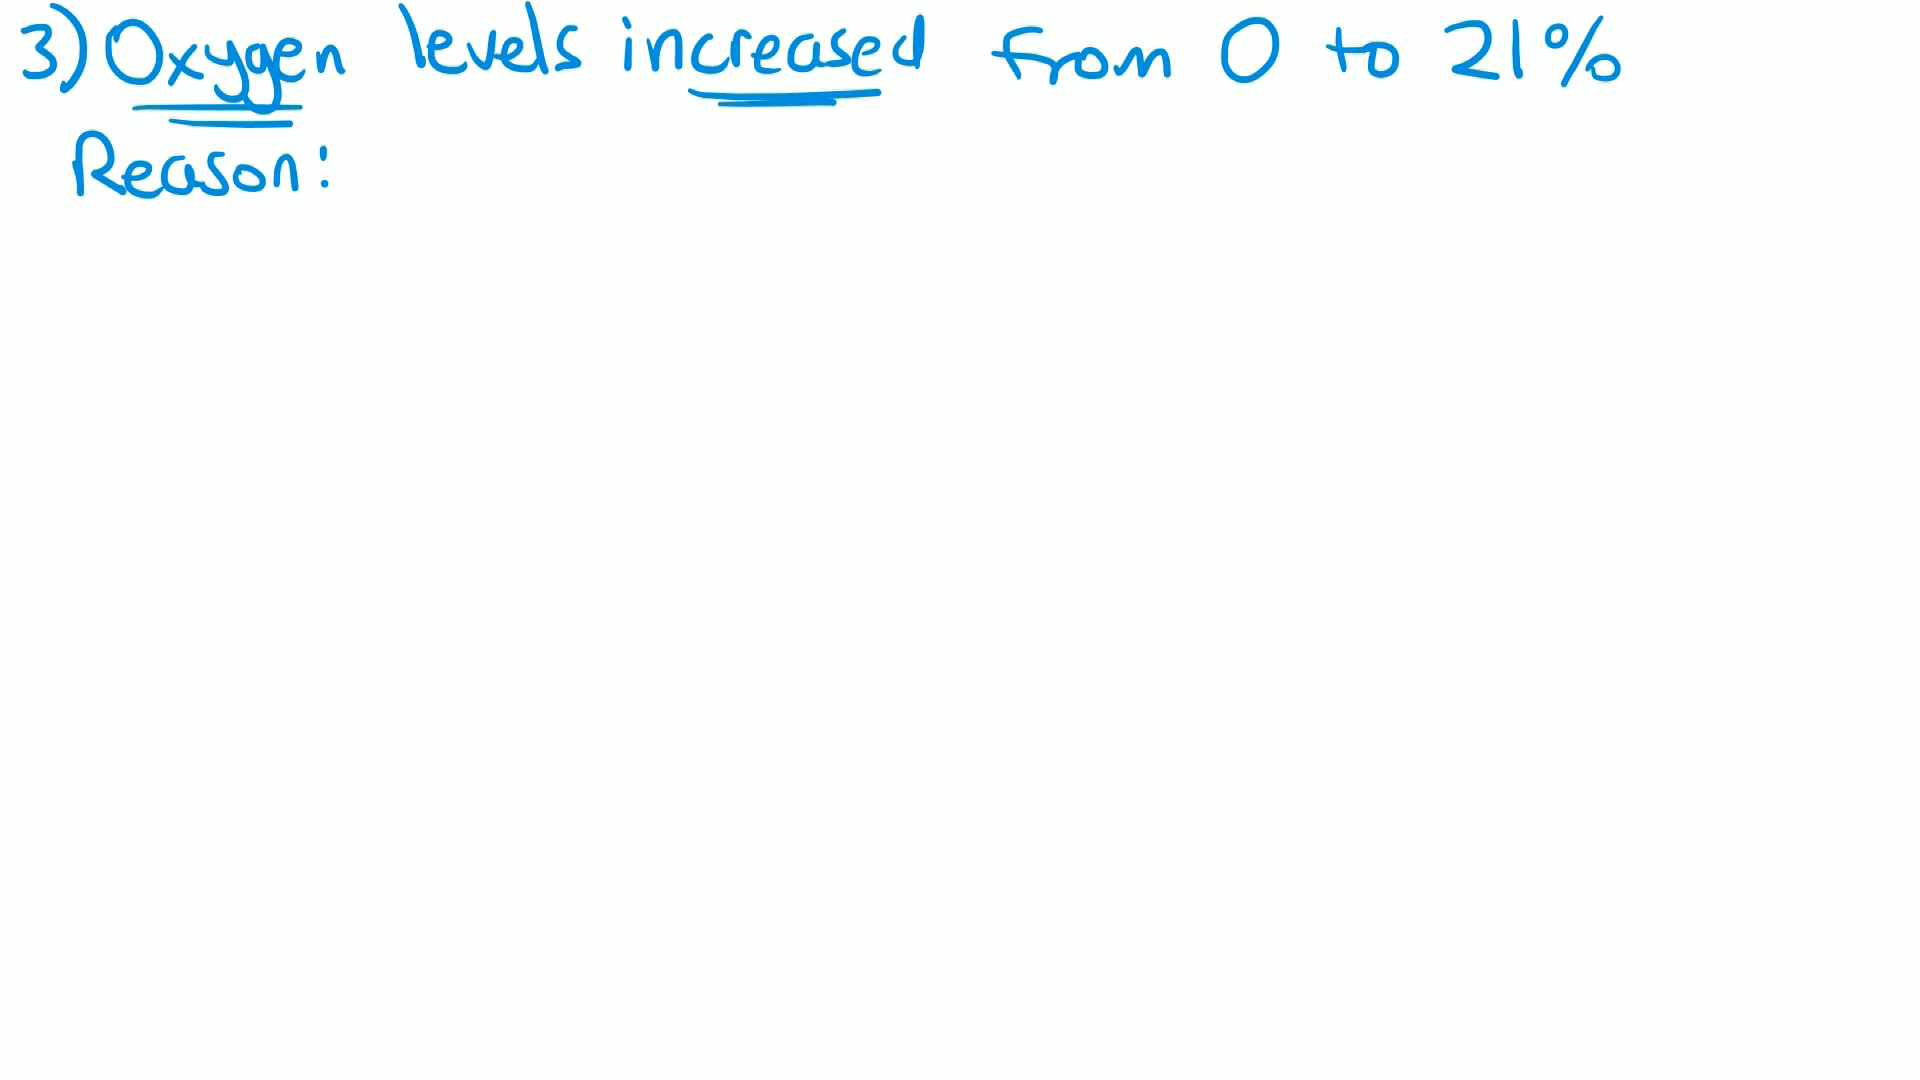 3) Oxygen levels increased from 0 to 21%
Reason: